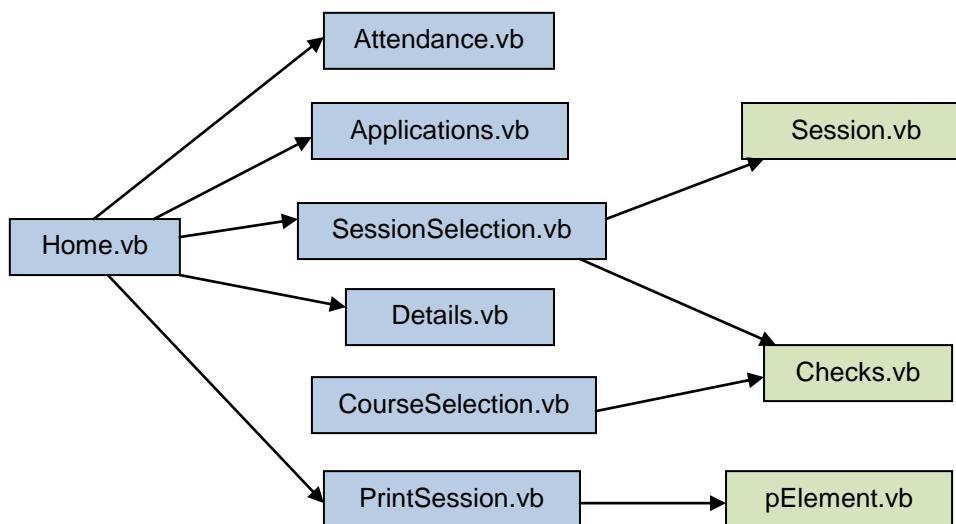 Attendance.vb
Applications.vb
Session.vb
SessionSelection.vb
Home.vb
Details.vb
Checks.vb
CourseSelection.vb
PrintSession.vb
pElement.vb